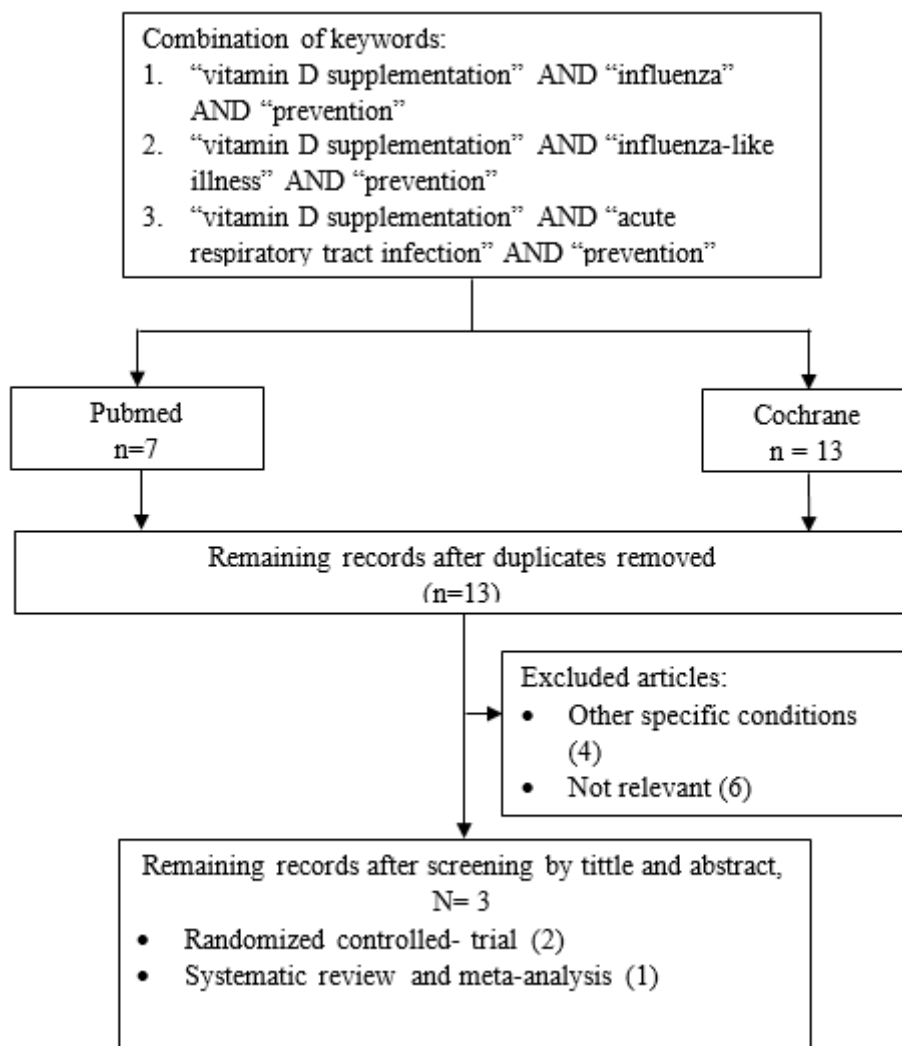 Combination of keywords:
1. “vitamin D supplementation” AND “influenza”
AND “prevention”
2. “vitamin D supplementation” AND “influenza-like
illness” AND “prevention”
3. “vitamin D supplementation” AND “acute
respiratory tract infection” AND “prevention”
Pubmed
n=7
Cochrane
n = 13
Remaining records after duplicates removed
(n=13)
Excluded articles:
• Other specific conditions
(4)
• Not relevant (6)
Remaining records after screening by tittle and abstract,
N= 3
• Randomized controlled- trial (2)
• Systematic review and meta-analysis (1)